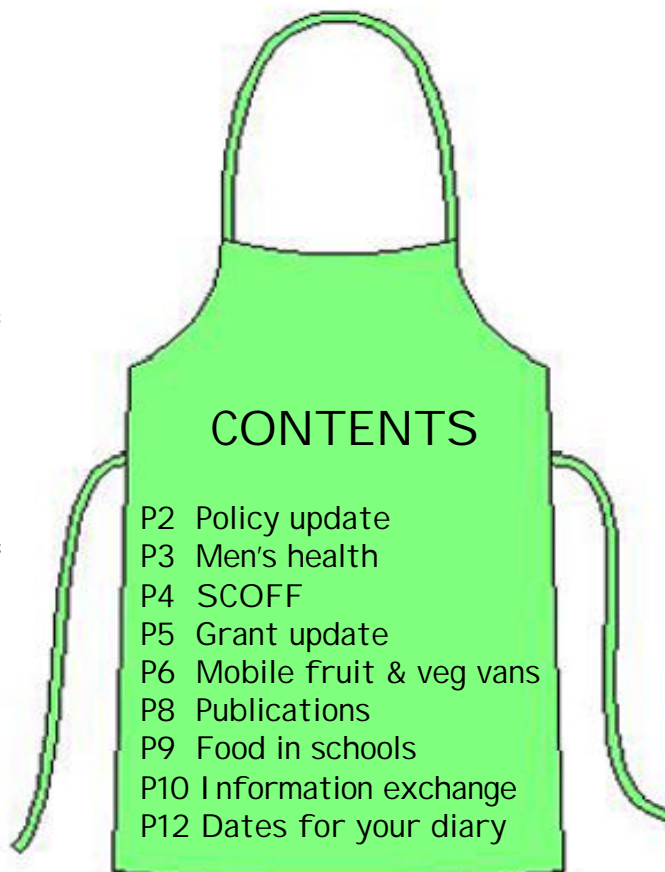 CONTENTS
P2 Policy update
P3 Men's health
P4 SCOFF
P5 Grant update
P6 Mobile fruit & veg vans
P8 Publications
P9 Food in schools
P10 Information exchange
P12 Dates for your diary